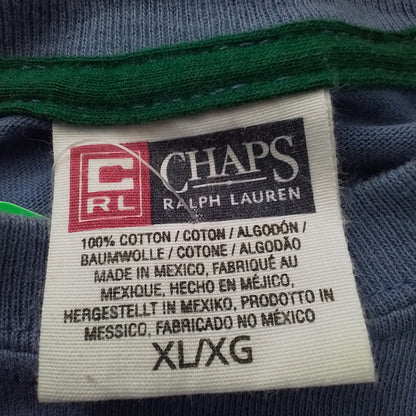 C
RL
CHAPS
RALPH LAUREN
100% COTTON / COTON / ALGODÓN /
BAUMWOLLE / COTONE / ALGODÃO
MADE IN MEXICO, FABRIQUÉ AU
MEXIQUE, HECHO EN MÉJICO,
HERGESTELLT IN MEXIKO, PRODOTTO IN
MESSICO, FABRICADO NO MÉXICO
XL/XG